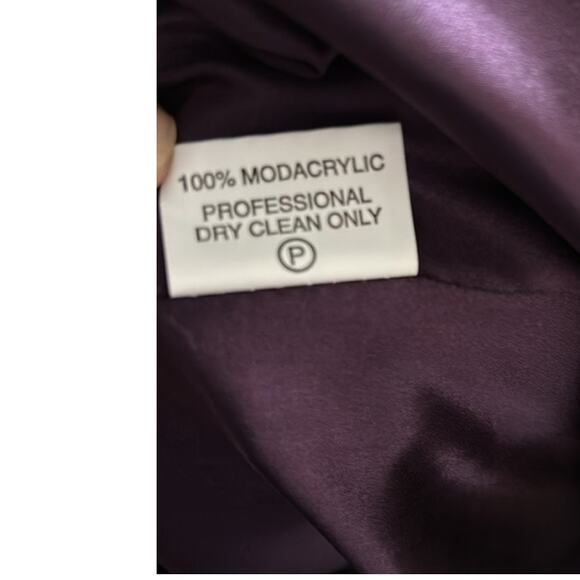 100% MODACRYLIC
PROFESSIONAL
DRY CLEAN ONLY
P